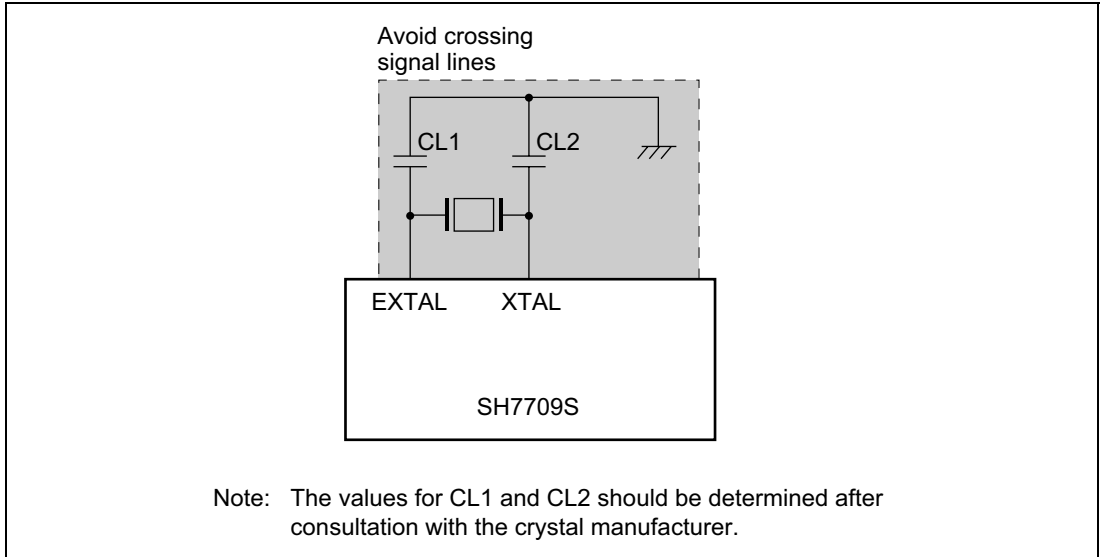 Avoid crossing
signal lines
CL1 CL2
EXTAL XTAL
SH7709S
Note: The values for CL1 and CL2 should be determined after
consultation with the crystal manufacturer.